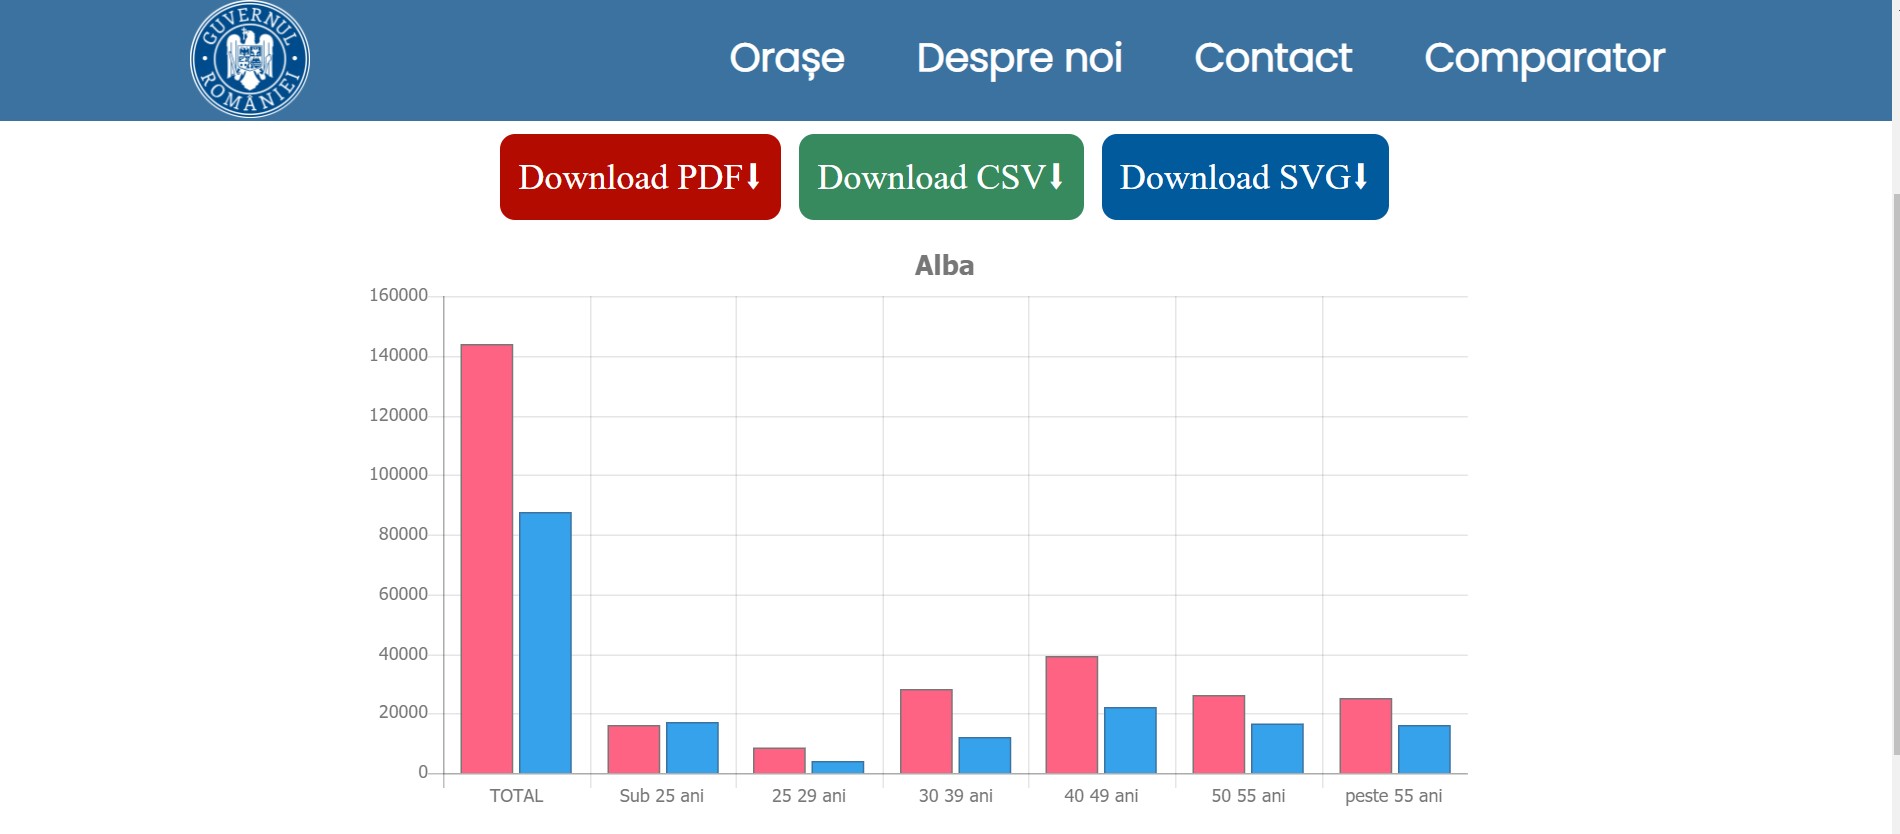 GUVERNUL ROMÂNIEI
Orașe Despre noi Contact Comparator
Download PDF⬇ Download CSV⬇ Download SVG⬇
Alba
160000
140000
120000
100000
80000
60000
40000
20000
0
TOTAL Sub 25 ani 25 29 ani 30 39 ani 40 49 ani 50 55 ani peste 55 ani